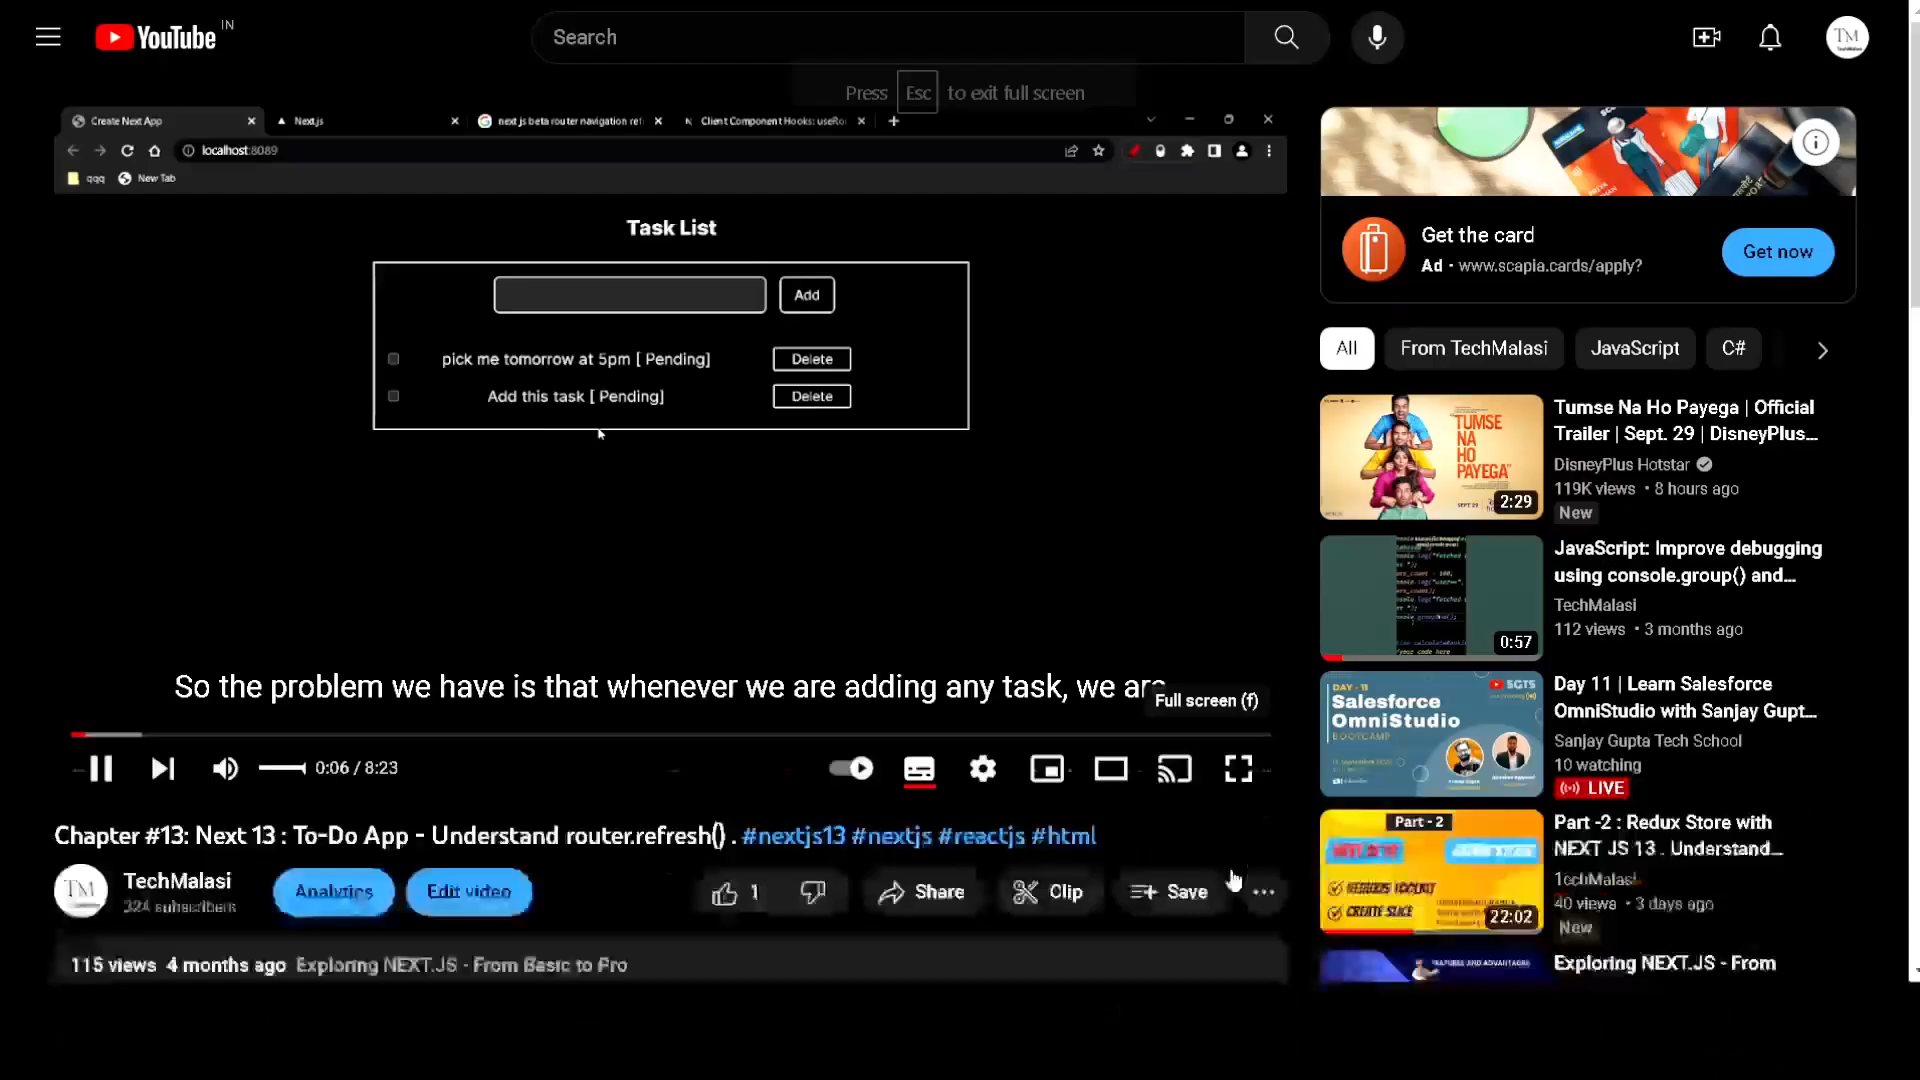 YouTube IN
Search
Press Esc to exit full screen
Create Next App
Next.js
next js beta router navigation ref
Client Component Hooks: useRo
localhost:8089
qqq
New Tab
Task List
Add
pick me tomorrow at 5pm [ Pending]
Delete
Add this task [ Pending]
Delete
So the problem we have is that whenever we are adding any task, we are
Full screen (f)
0:06 / 8:23
Chapter #13: Next 13 : To-Do App - Understand router.refresh() . #nextjs13 #nextjs #reactjs #html
TM
TechMalasi
324 subscribers
Analytics
Edit video
1
Share
Clip
Save
115 views 4 months ago Exploring NEXT.JS - From Basic to Pro
TM
Get the card
Ad · www.scapia.cards/apply?
Get now
All
From TechMalasi
JavaScript
C#
TUMSE
NA
HO
PAYEGA
2:29
Tumse Na Ho Payega | Official
Trailer | Sept. 29 | DisneyPlus...
DisneyPlus Hotstar
119K views • 8 hours ago
New
0:57
JavaScript: Improve debugging
using console.group() and...
TechMalasi
112 views • 3 months ago
DAY - 11
SGTS
Salesforce
OmniStudio
BOOTCAMP
Day 11 | Learn Salesforce
OmniStudio with Sanjay Gupt...
Sanjay Gupta Tech School
10 watching
LIVE
Part - 2
REDUX TOOLKIT
CREATE SLICE
22:02
Part -2 : Redux Store with
NEXT JS 13 . Understand...
TechMalasi
40 views • 3 days ago
New
Exploring NEXT.JS - From